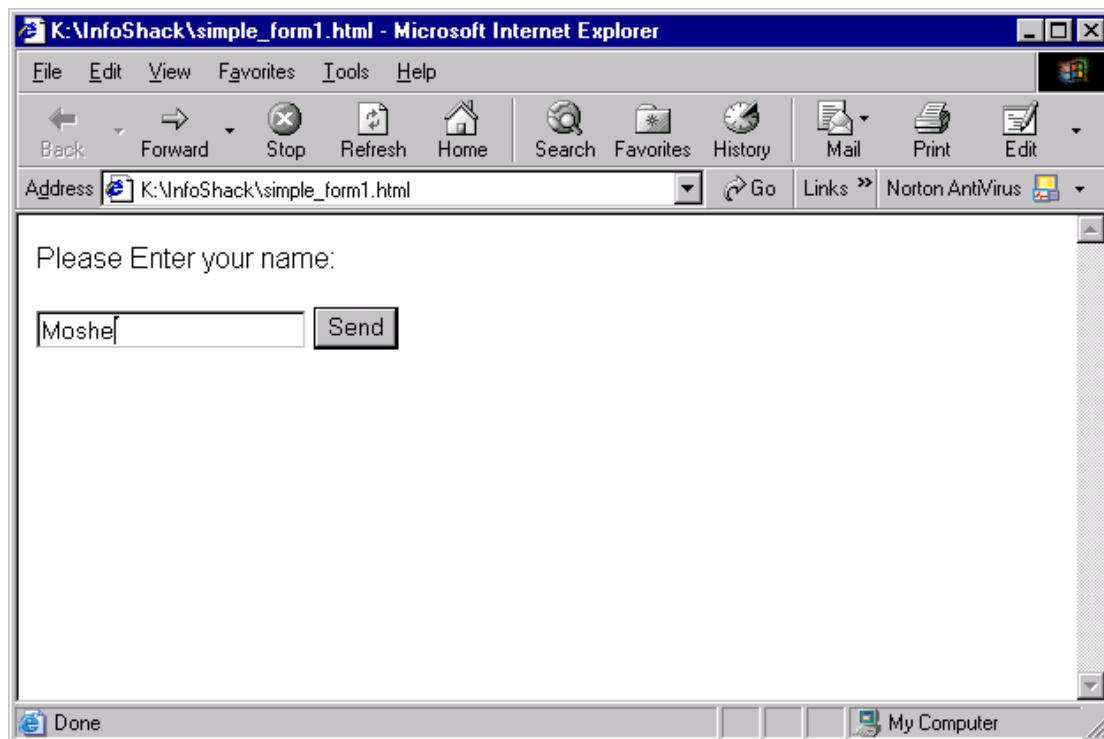 K:\InfoShack\simple_form1.html - Microsoft Internet Explorer
File Edit View Favorites Tools Help
Back Forward Stop Refresh Home Search Favorites History Mail Print Edit
Address K:\InfoShack\simple_form1.html Go Links » Norton AntiVirus
Please Enter your name:
Moshe Send
Done My Computer